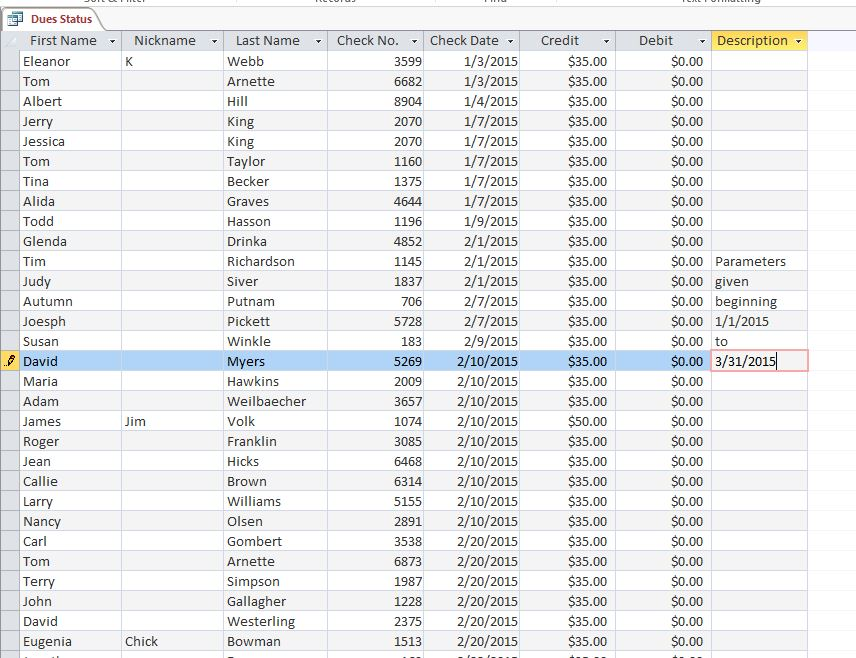 Dues Status
First Name Nickname Last Name Check No. Check Date Credit Debit Description
Eleanor K Webb 3599 1/3/2015 $35.00 $0.00
Tom Arnette 6682 1/3/2015 $35.00 $0.00
Albert Hill 8904 1/4/2015 $35.00 $0.00
Jerry King 2070 1/7/2015 $35.00 $0.00
Jessica King 2070 1/7/2015 $35.00 $0.00
Tom Taylor 1160 1/7/2015 $35.00 $0.00
Tina Becker 1375 1/7/2015 $35.00 $0.00
Alida Graves 4644 1/7/2015 $35.00 $0.00
Todd Hasson 1196 1/9/2015 $35.00 $0.00
Glenda Drinka 4852 2/1/2015 $35.00 $0.00
Tim Richardson 1145 2/1/2015 $35.00 $0.00 Parameters
Judy Siver 1837 2/1/2015 $35.00 $0.00 given
Autumn Putnam 706 2/7/2015 $35.00 $0.00 beginning
Joesph Pickett 5728 2/7/2015 $35.00 $0.00 1/1/2015
Susan Winkle 183 2/9/2015 $35.00 $0.00 to
David Myers 5269 2/10/2015 $35.00 $0.00 3/31/2015
Maria Hawkins 2009 2/10/2015 $35.00 $0.00
Adam Weilbaecher 3657 2/10/2015 $35.00 $0.00
James Jim Volk 1074 2/10/2015 $50.00 $0.00
Roger Franklin 3085 2/10/2015 $35.00 $0.00
Jean Hicks 6468 2/10/2015 $35.00 $0.00
Callie Brown 6314 2/10/2015 $35.00 $0.00
Larry Williams 5155 2/10/2015 $35.00 $0.00
Nancy Olsen 2891 2/10/2015 $35.00 $0.00
Carl Gombert 3538 2/20/2015 $35.00 $0.00
Tom Arnette 6873 2/20/2015 $35.00 $0.00
Terry Simpson 1987 2/20/2015 $35.00 $0.00
John Gallagher 1228 2/20/2015 $35.00 $0.00
David Westerling 2375 2/20/2015 $35.00 $0.00
Eugenia Chick Bowman 1513 2/20/2015 $35.00 $0.00